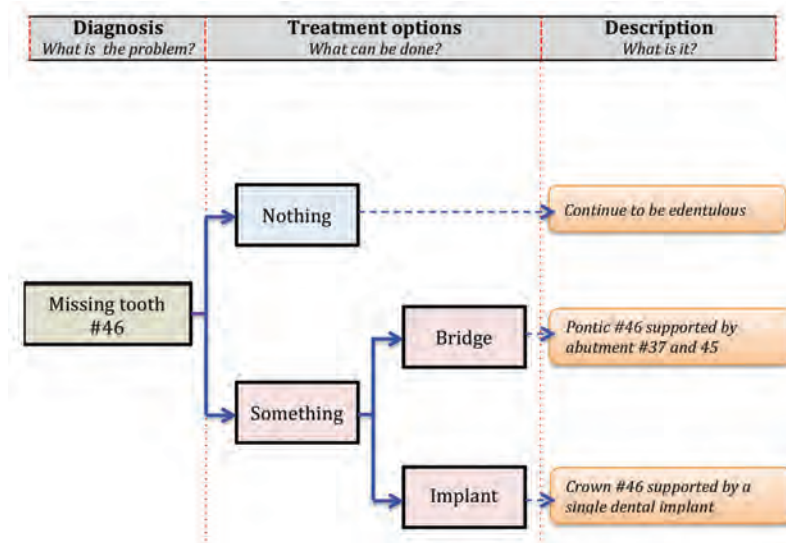 Diagnosis
What is the problem?
Treatment options
What can be done?
Description
What is it?
Nothing
Continue to be edentulous
Missing tooth
#46
Bridge
Pontic #46 supported by
abutment #37 and 45
Something
Implant
Crown #46 supported by a
single dental implant